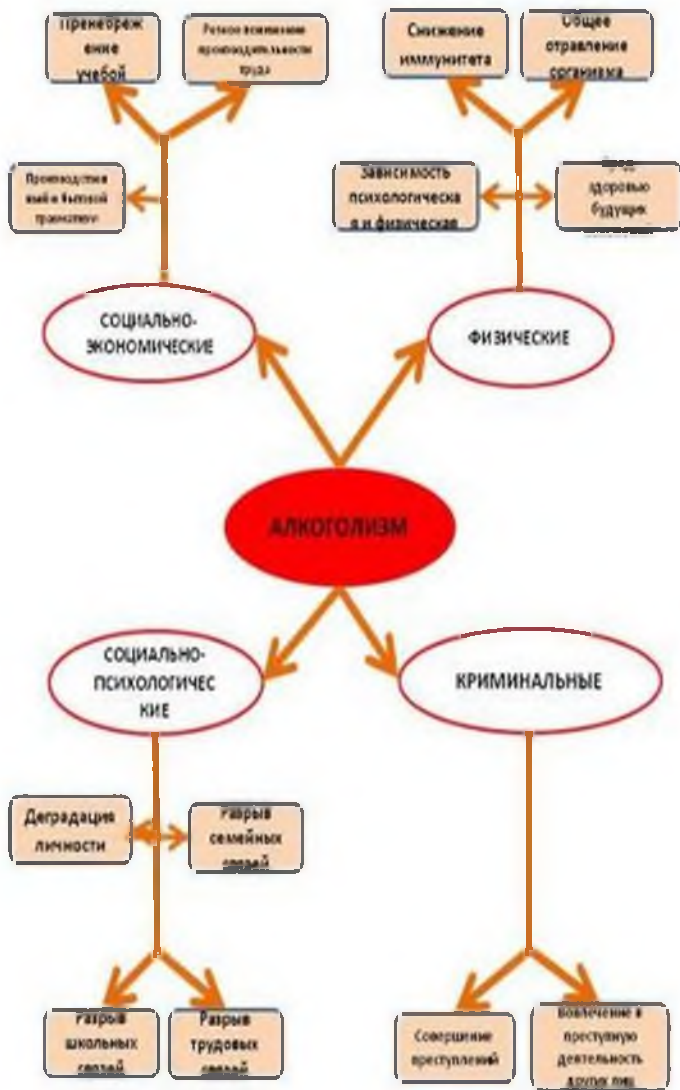 Пренебреж
ение
учебой
Резкое
производительности
труда
Снижение
иммунитета
Общее
отравление
организма
Производствен
ный и бытовой
травматизм
Зависимость
психологическа
я и физическая
здоровью
будущих
СОЦИАЛЬНО-
ЭКОНОМИЧЕСКИЕ
ФИЗИЧЕСКИЕ
АЛКОГОЛИЗМ
СОЦИАЛЬНО-
ПСИХОЛОГИЧЕС
КИЕ
КРИМИНАЛЬНЫЕ
Деградация
личности
Разрыв
семейных
связей
Разрыв
школьных
связей
Разрыв
трудовых
связей
Совершение
преступлений
Вовлечение в
преступную
деятельность
других лиц